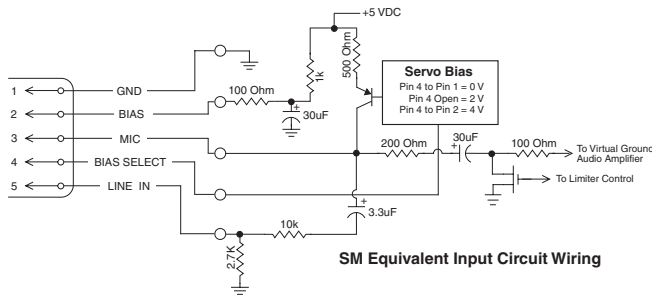 +5 VDC
500 Ohm
1k
Servo Bias
Pin 4 to Pin 1 = 0 V
Pin 4 Open = 2 V
Pin 4 to Pin 2 = 4 V
1
GND
100 Ohm
2
BIAS
+
30uF
3
MIC
200 Ohm
+
30uF
100 Ohm
To Virtual Ground
Audio Amplifier
4
BIAS SELECT
To Limiter Control
5
LINE IN
+
3.3uF
10k
2.7K
SM Equivalent Input Circuit Wiring